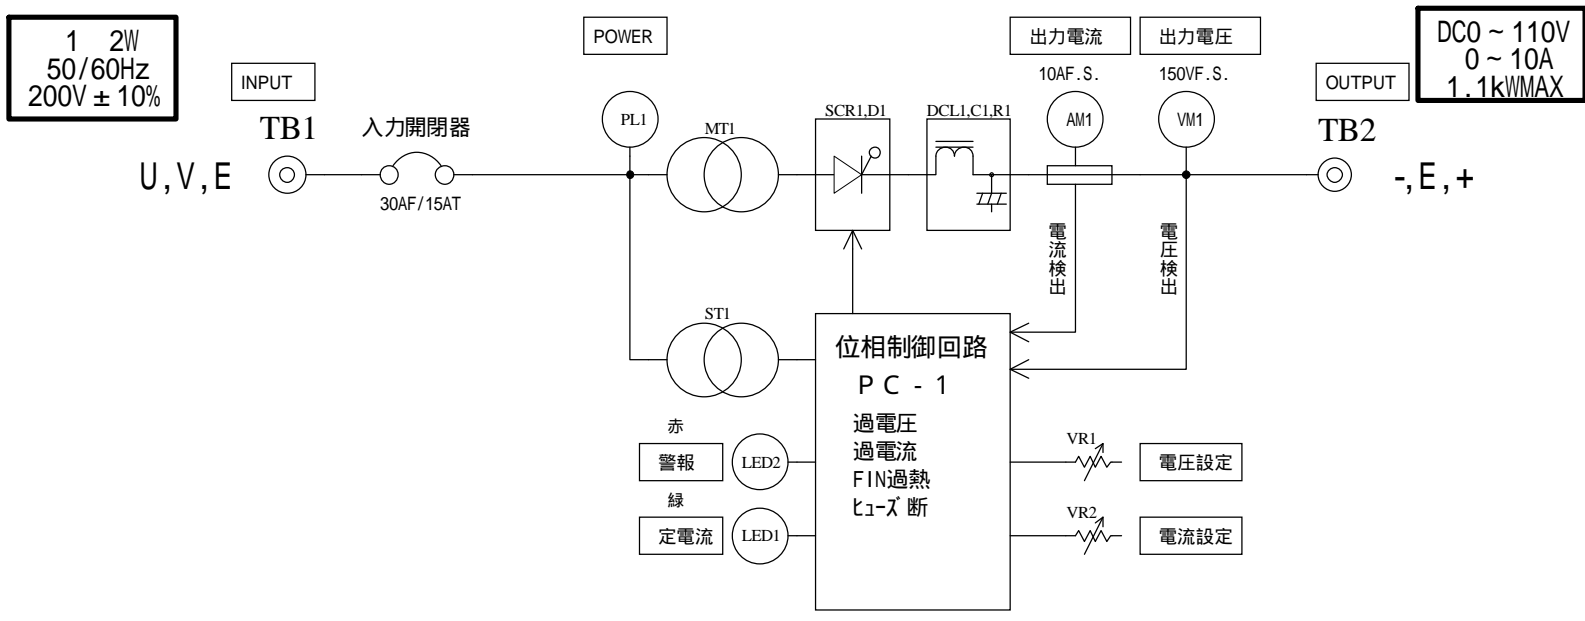 1 2W
50/60Hz
200V ± 10%
INPUT
TB1
U,V,E
入力開閉器
30AF/15AT
POWER
PL1
MT1
SCR1,D1
DCL1,C1,R1
出力電流
10AF.S.
AM1
出力電圧
150VF.S.
VM1
OUTPUT
TB2
-,E,+
DC0 ~ 110V
0 ~ 10A
1.1kWMAX
電流検出
電圧検出
ST1
位相制御回路
PC-1
過電圧
過電流
FIN過熱
ヒューズ断
赤
警報
LED2
緑
定電流
LED1
VR1
電圧設定
VR2
電流設定